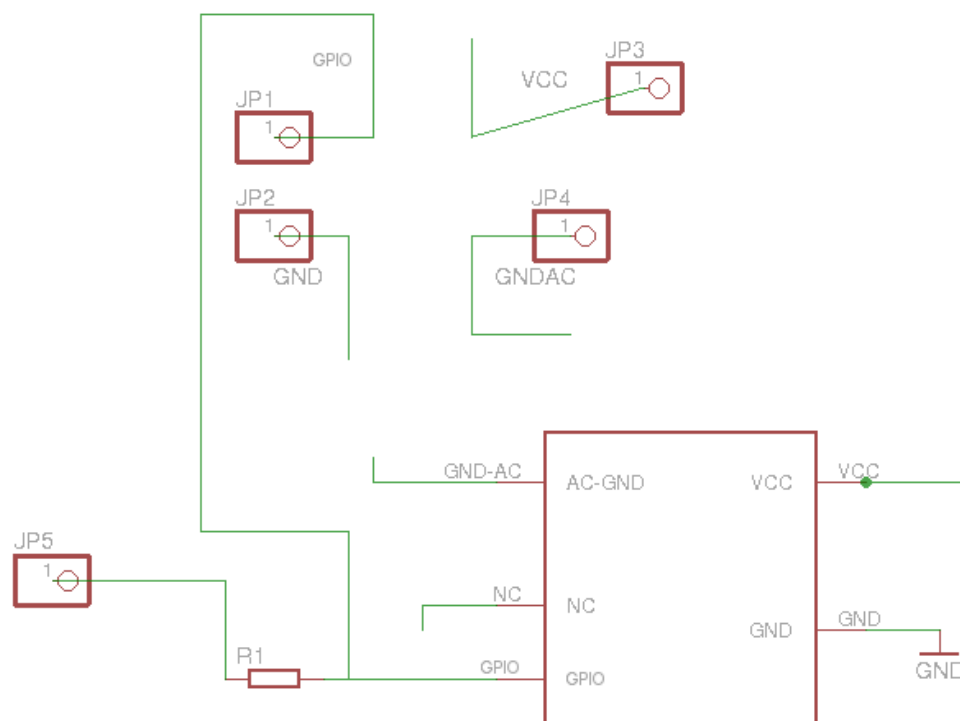 JP3
GPIO
VCC
1
JP1
1
JP2
JP4
1
1
GND
GNDAC
GND-AC
AC-GND
VCC
VCC
JP5
1
NC
NC
GND
GND
R1
GPIO
GPIO
GND